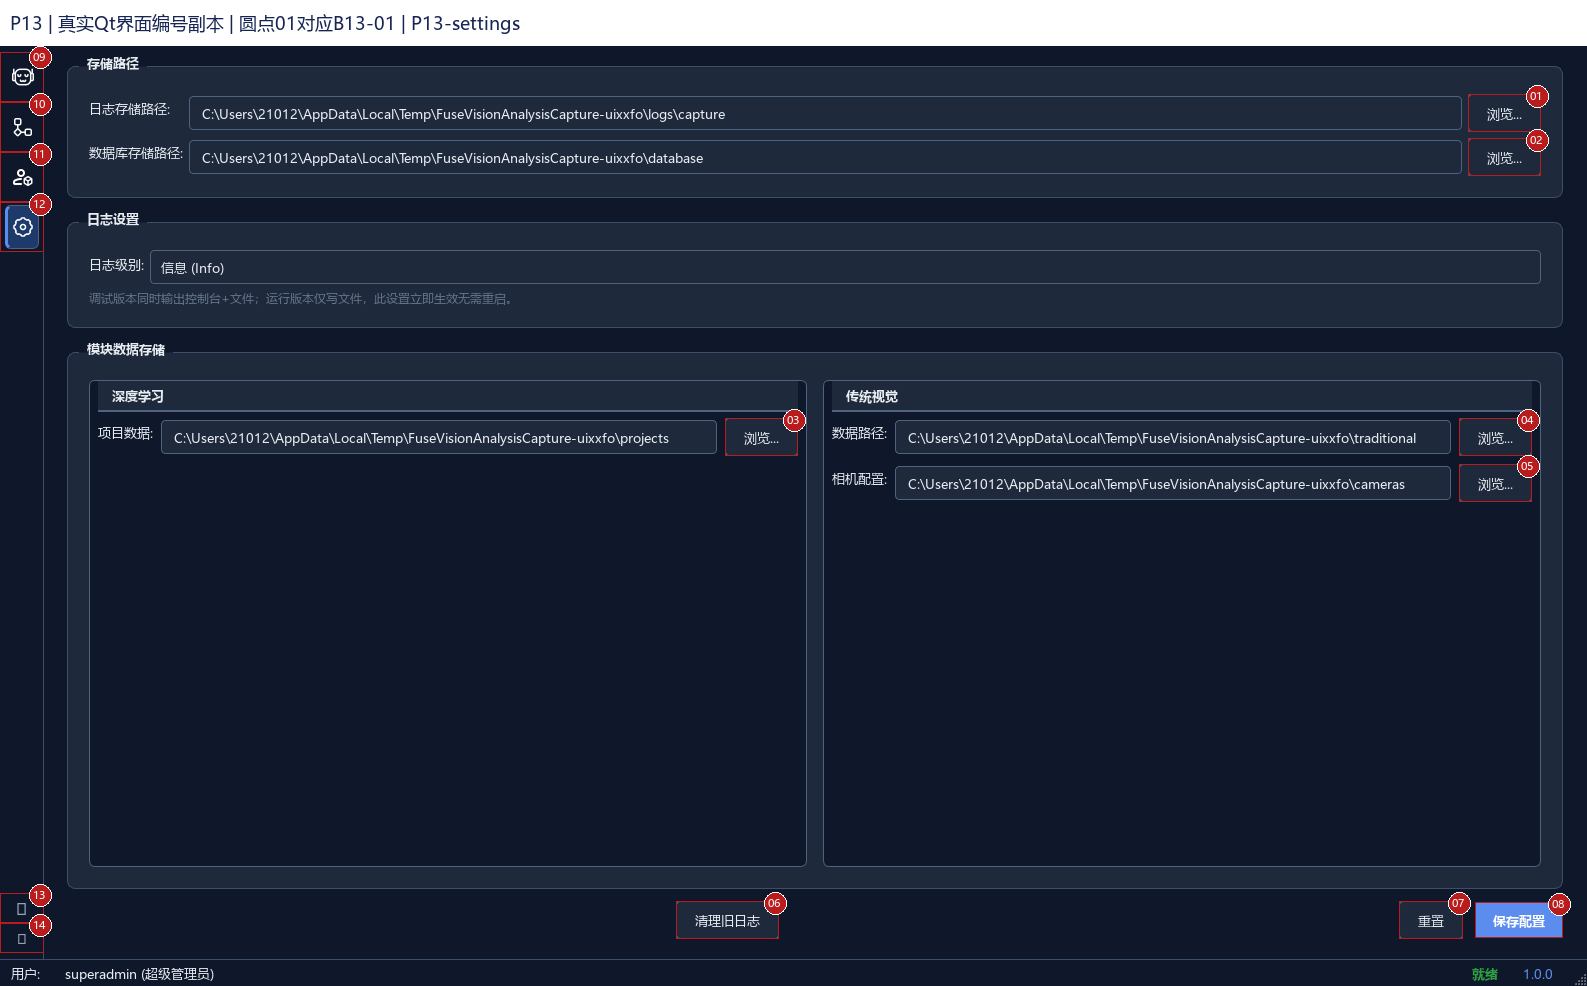 P13 | 真实Qt界面编号副本 | 圆点01对应B13-01 | P13-settings
09
10
11
12
存储路径
日志存储路径:
C:\Users\21012\AppData\Local\Temp\FuseVisionAnalysisCapture-uixxfo\logs\capture
浏览...
01
数据库存储路径:
C:\Users\21012\AppData\Local\Temp\FuseVisionAnalysisCapture-uixxfo\database
浏览...
02
日志设置
日志级别:
信息 (Info)
调试版本同时输出控制台+文件；运行版本仅写文件，此设置立即生效无需重启。
模块数据存储
深度学习
项目数据:
C:\Users\21012\AppData\Local\Temp\FuseVisionAnalysisCapture-uixxfo\projects
浏览...
03
传统视觉
数据路径:
C:\Users\21012\AppData\Local\Temp\FuseVisionAnalysisCapture-uixxfo\traditional
浏览...
04
相机配置:
C:\Users\21012\AppData\Local\Temp\FuseVisionAnalysisCapture-uixxfo\cameras
浏览...
05
13
14
清理旧日志
06
重置
07
保存配置
08
用户:
superadmin (超级管理员)
就绪
1.0.0